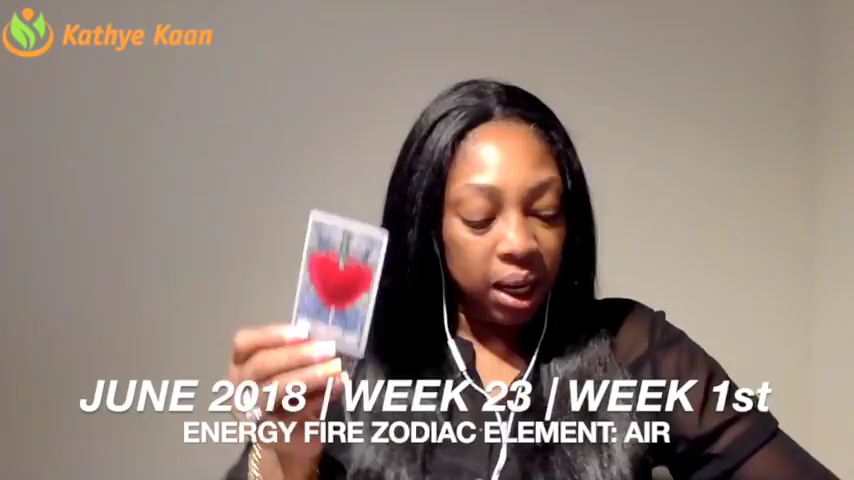 Kathye Kaan
JUNE 2018 | WEEK 23 | WEEK 1st
ENERGY FIRE ZODIAC ELEMENT: AIR